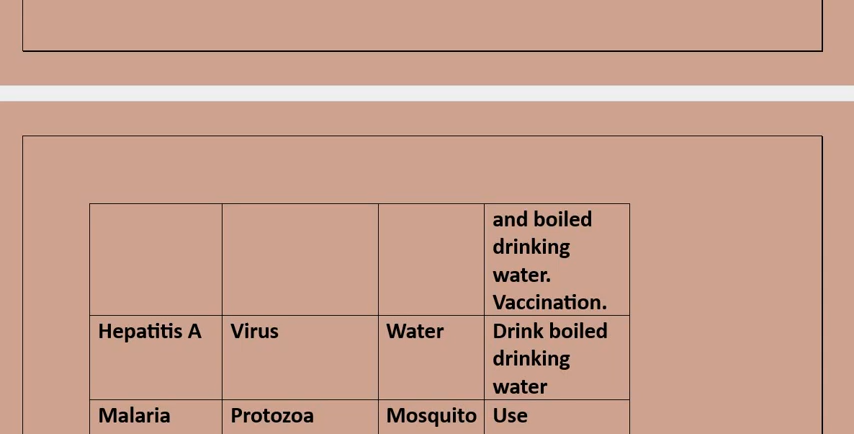 and boiled
drinking
water.
Vaccination.
Hepatitis A Virus Water Drink boiled
drinking
water
Malaria Protozoa Mosquito Use